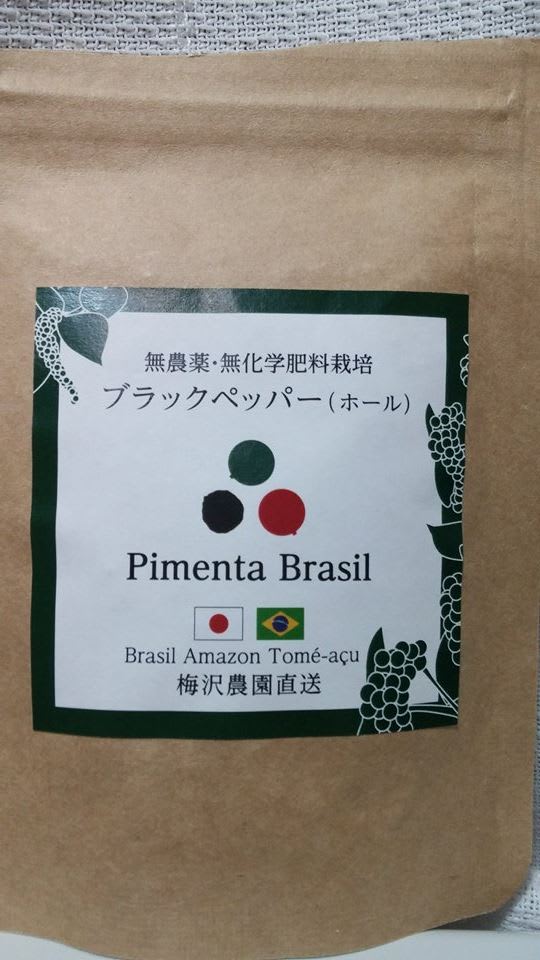 無農薬・無化学肥料栽培
ブラックペッパー(ホール)
Pimenta Brasil
Brasil Amazon Tomé-açu
梅沢農園直送